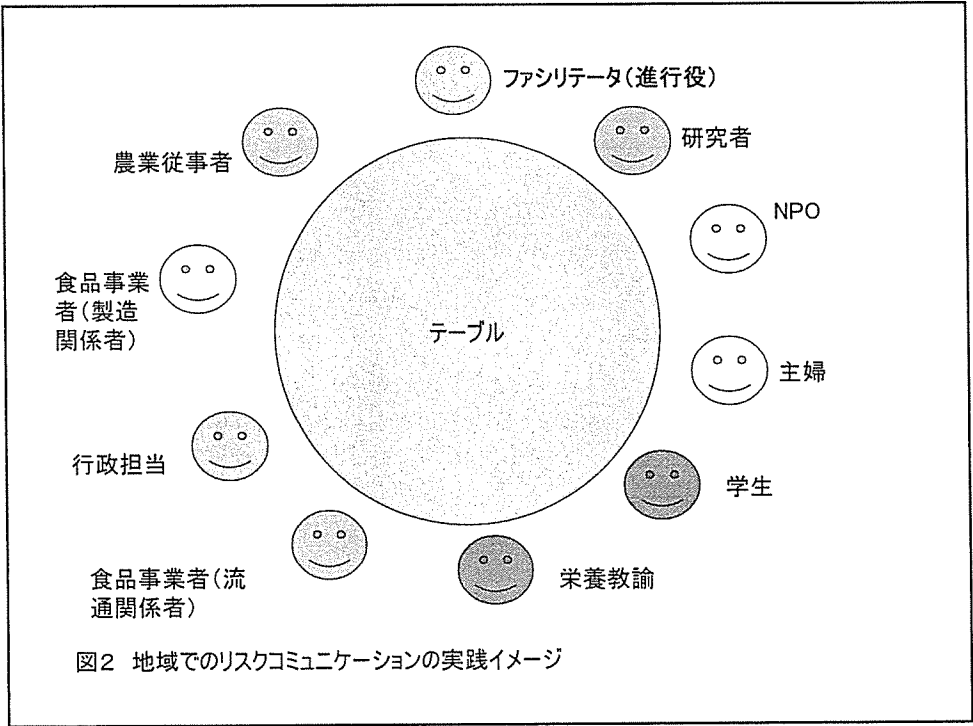 ファシリテータ(進行役)
研究者
農業従事者
NPO
食品事業
者(製造
関係者)
テーブル
主婦
行政担当
学生
食品事業者(流
通関係者)
栄養教諭
図2 地域でのリスクコミュニケーションの実践イメージ